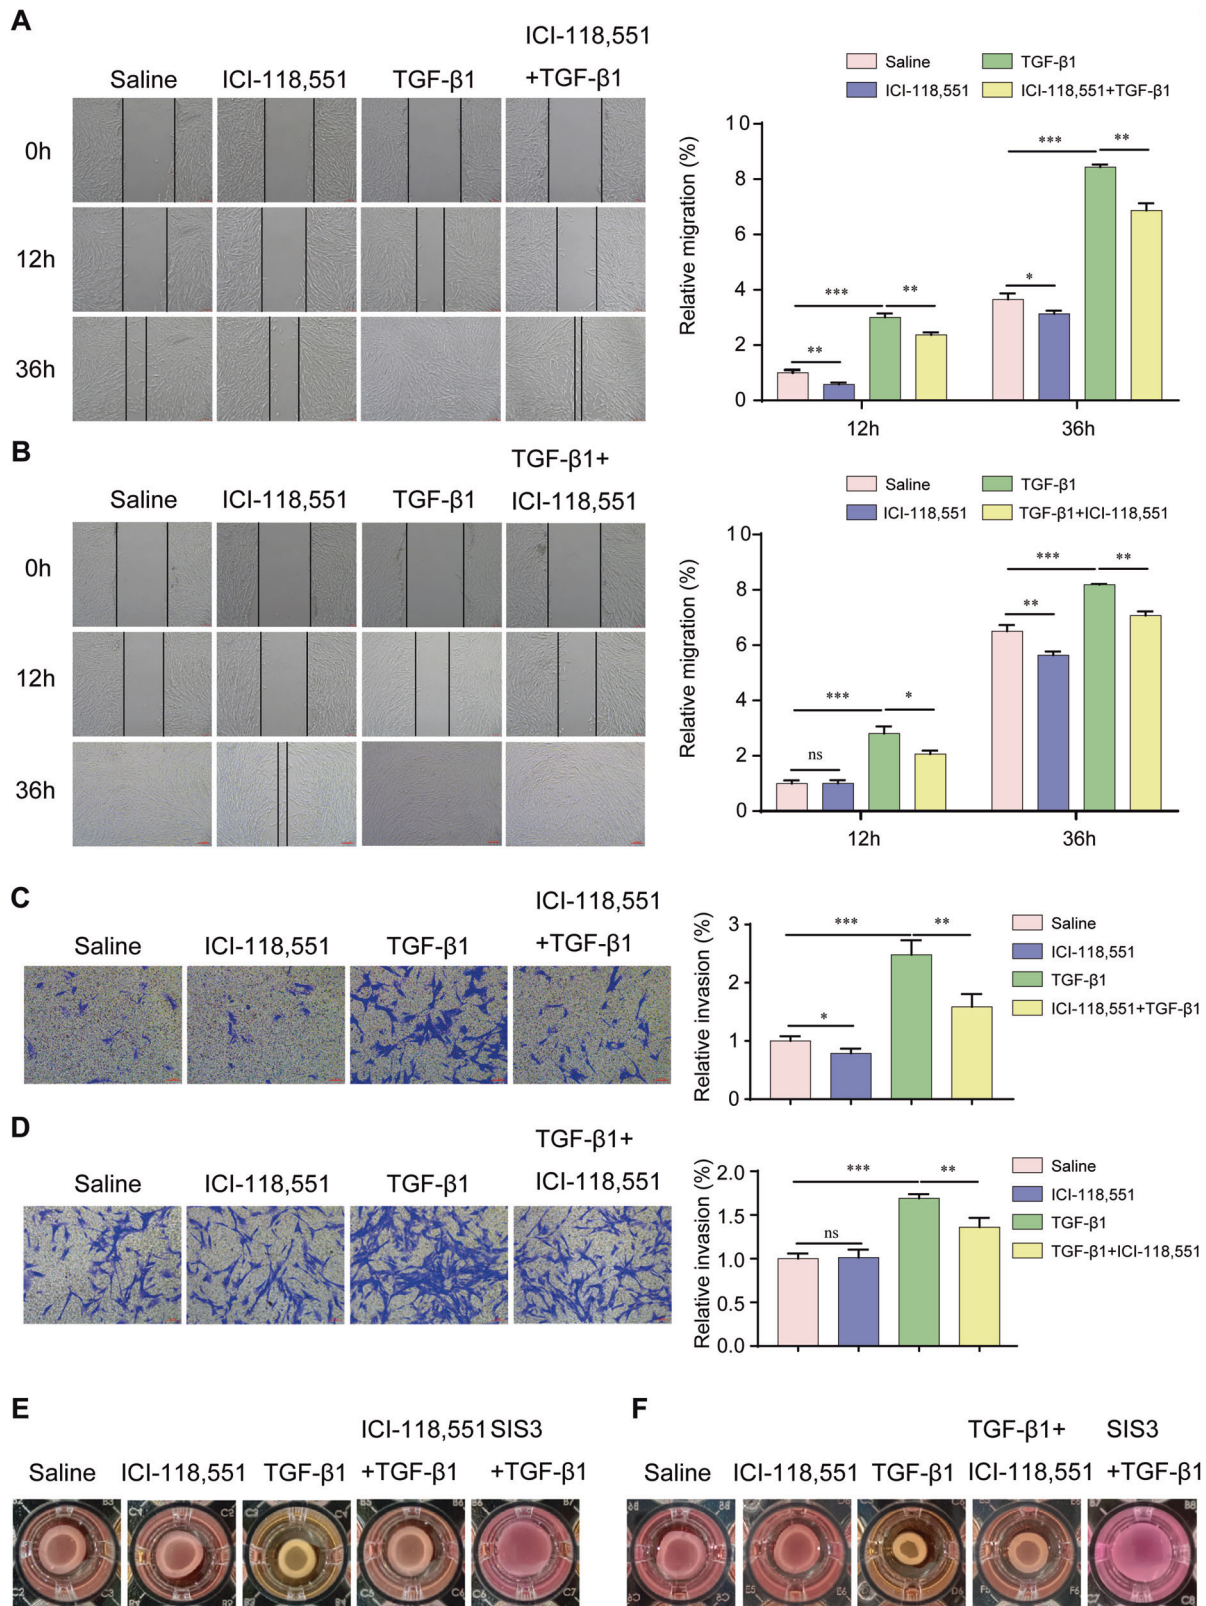 A
ICI-118,551
Saline ICI-118,551 TGF-β1 +TGF-β1
0h
12h
36h
Saline TGF-β1
ICI-118,551 ICI-118,551+TGF-β1
Relative migration (%)
10
8
6
4
2
0
** *** ** * *** **
12h 36h
B
TGF-β1+
Saline ICI-118,551 TGF-β1 ICI-118,551
0h
12h
36h
Saline TGF-β1
ICI-118,551 TGF-β1+ICI-118,551
Relative migration (%)
10
8
6
4
2
0
ns *** * ** *** **
12h 36h
C
ICI-118,551
Saline ICI-118,551 TGF-β1 +TGF-β1
Relative invasion (%)
3
2
1
0
* *** **
Saline
ICI-118,551
TGF-β1
ICI-118,551+TGF-β1
D
TGF-β1+
Saline ICI-118,551 TGF-β1 ICI-118,551
Relative invasion (%)
2.0
1.5
1.0
0.5
0.0
ns *** **
Saline
ICI-118,551
TGF-β1
TGF-β1+ICI-118,551
E
ICI-118,551 SIS3
Saline ICI-118,551 TGF-β1 +TGF-β1 +TGF-β1
F
TGF-β1+ SIS3
Saline ICI-118,551 TGF-β1 ICI-118,551 +TGF-β1